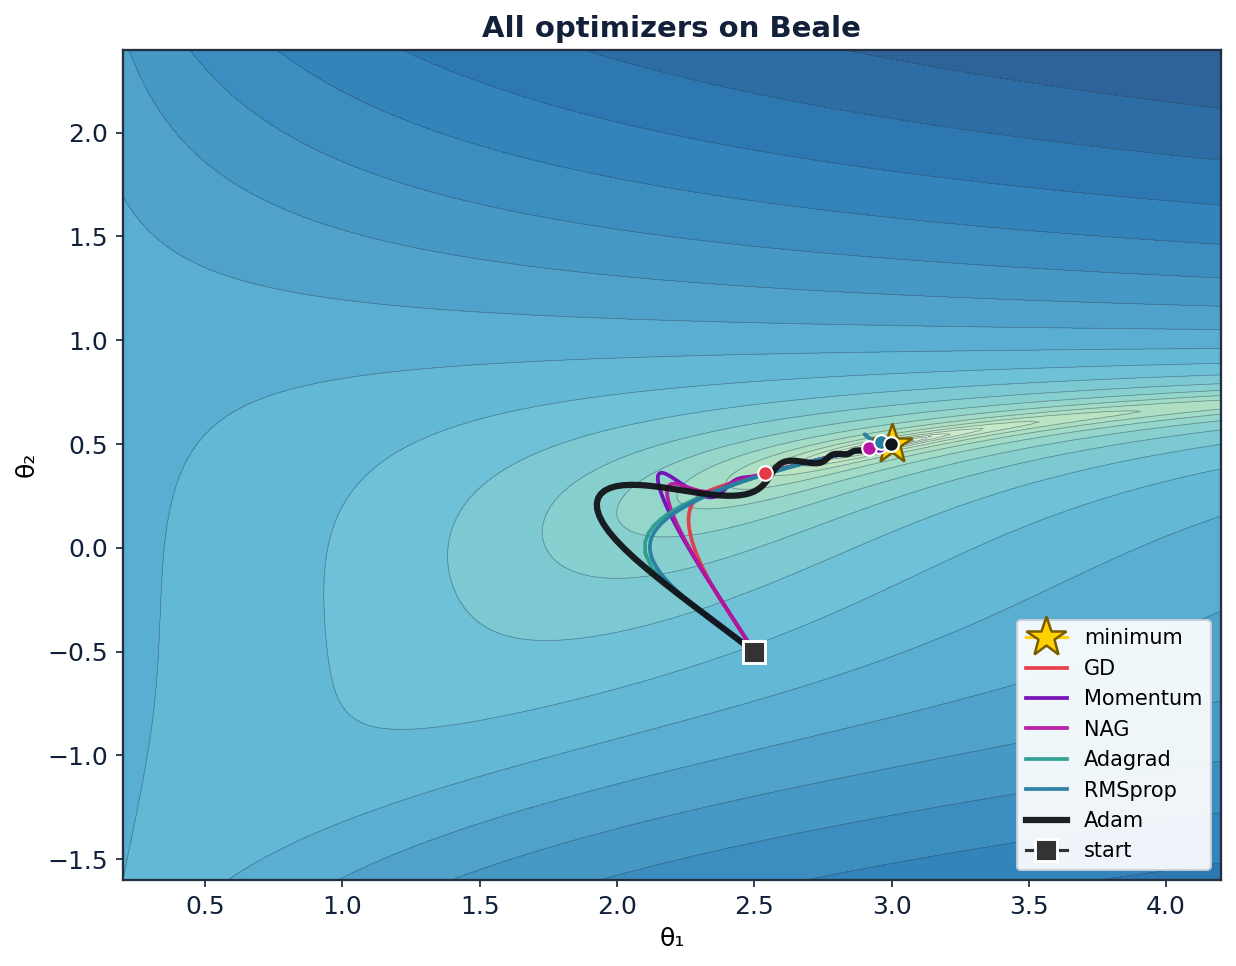 All optimizers on Beale
θ₂
2.0
1.5
1.0
0.5
0.0
−0.5
−1.0
−1.5
0.5 1.0 1.5 2.0 2.5 3.0 3.5 4.0
θ₁
minimum
GD
Momentum
NAG
Adagrad
RMSprop
Adam
start